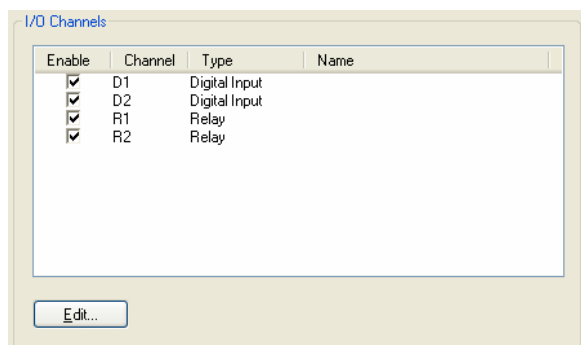 I/O Channels
Enable Channel Type Name
D1 Digital Input
D2 Digital Input
R1 Relay
R2 Relay
Edit...